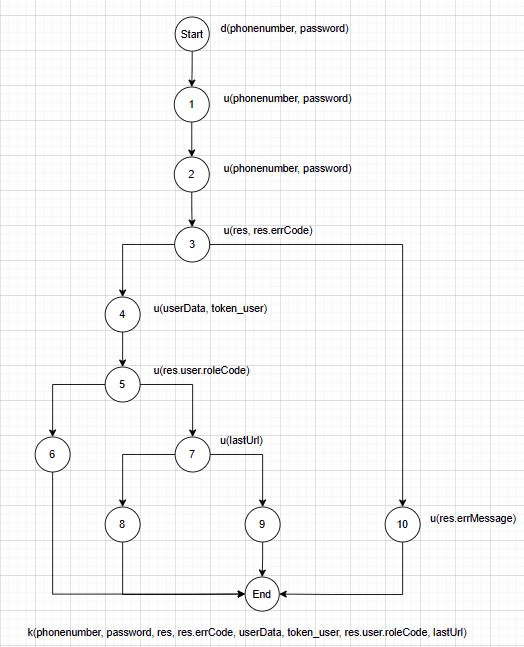 Start
d(phonenumber, password)
1
u(phonenumber, password)
2
u(phonenumber, password)
3
u(res, res.errCode)
4
u(userData, token_user)
5
u(res.user.roleCode)
6
7
u(lastUrl)
8
9
10
u(res.errMessage)
End
k(phonenumber, password, res, res.errCode, userData, token_user, res.user.roleCode, lastUrl)